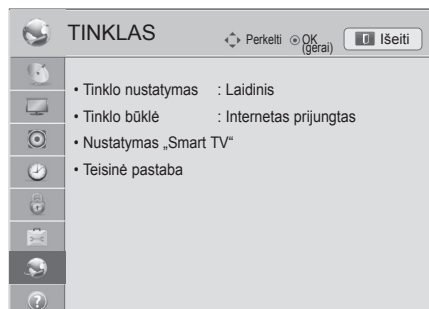 TINKLAS
Perkelti
OK (gerai)
Išeiti
• Tinklo nustatymas : Laidinis
• Tinklo būklė : Internetas prijungtas
• Nustatymas „Smart TV“
• Teisinė pastaba
?